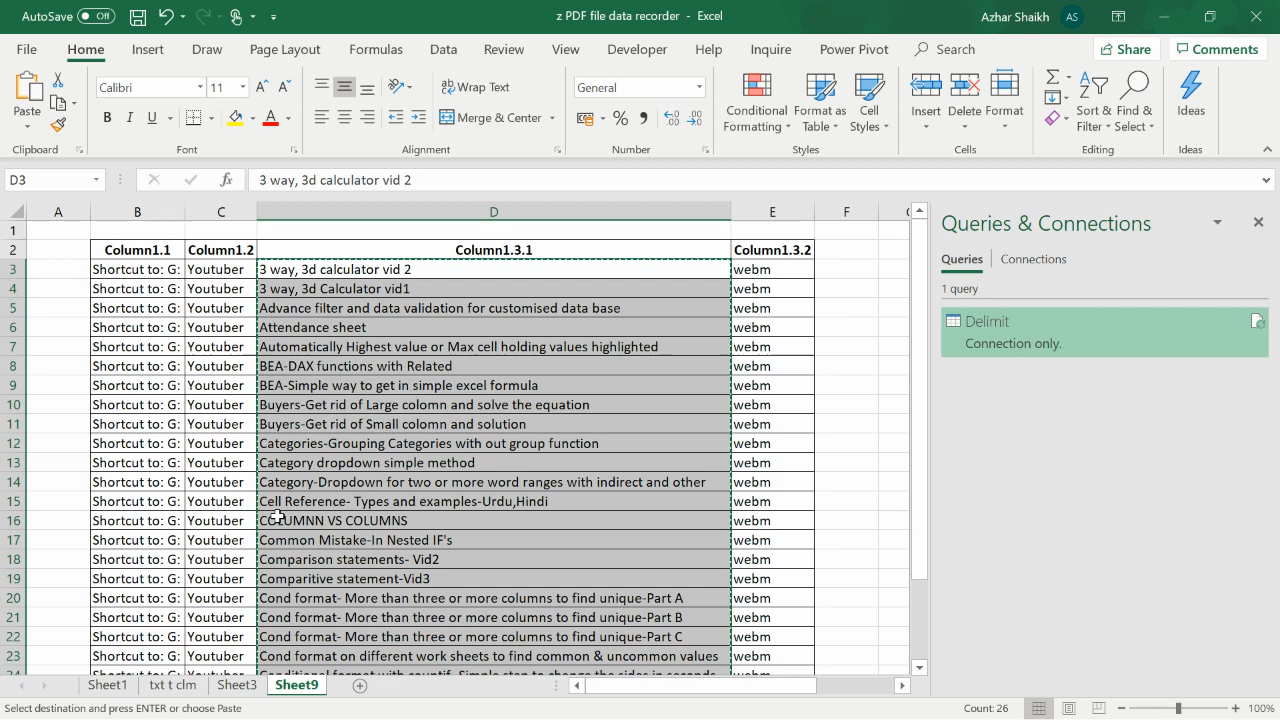 AutoSave Off
z PDF file data recorder - Excel
Azhar Shaikh AS
File Home Insert Draw Page Layout Formulas Data Review View Developer Help Inquire Power Pivot Search Share Comments
Paste
Calibri 11
B I U A
Wrap Text
Merge & Center
General
%
Conditional Formatting
Format as Table
Cell Styles
Insert Delete Format
Sort & Filter
Find & Select
Ideas
Clipboard Font Alignment Number Styles Cells Editing Ideas
D3 fx 3 way, 3d calculator vid 2
A B C D E F
1
2 Column1.1 Column1.2 Column1.3.1 Column1.3.2
3 Shortcut to: G: Youtuber 3 way, 3d calculator vid 2 webm
4 Shortcut to: G: Youtuber 3 way, 3d Calculator vid1 webm
5 Shortcut to: G: Youtuber Advance filter and data validation for customised data base webm
6 Shortcut to: G: Youtuber Attendance sheet webm
7 Shortcut to: G: Youtuber Automatically Highest value or Max cell holding values highlighted webm
8 Shortcut to: G: Youtuber BEA-DAX functions with Related webm
9 Shortcut to: G: Youtuber BEA-Simple way to get in simple excel formula webm
10 Shortcut to: G: Youtuber Buyers-Get rid of Large colomn and solve the equation webm
11 Shortcut to: G: Youtuber Buyers-Get rid of Small colomn and solution webm
12 Shortcut to: G: Youtuber Categories-Grouping Categories with out group function webm
13 Shortcut to: G: Youtuber Category dropdown simple method webm
14 Shortcut to: G: Youtuber Category-Dropdown for two or more word ranges with indirect and other webm
15 Shortcut to: G: Youtuber Cell Reference- Types and examples-Urdu,Hindi webm
16 Shortcut to: G: Youtuber COLUMNN VS COLUMNS webm
17 Shortcut to: G: Youtuber Common Mistake-In Nested IF's webm
18 Shortcut to: G: Youtuber Comparison statements- Vid2 webm
19 Shortcut to: G: Youtuber Comparitive statement-Vid3 webm
20 Shortcut to: G: Youtuber Cond format- More than three or more columns to find unique-Part A webm
21 Shortcut to: G: Youtuber Cond format- More than three or more columns to find unique-Part B webm
22 Shortcut to: G: Youtuber Cond format- More than three or more columns to find unique-Part C webm
23 Shortcut to: G: Youtuber Cond format on different work sheets to find common & uncommon values webm
Queries & Connections
Queries Connections
1 query
Delimit
Connection only.
Sheet1 txt t clm Sheet3 Sheet9
Select destination and press ENTER or choose Paste
Count: 26
100%